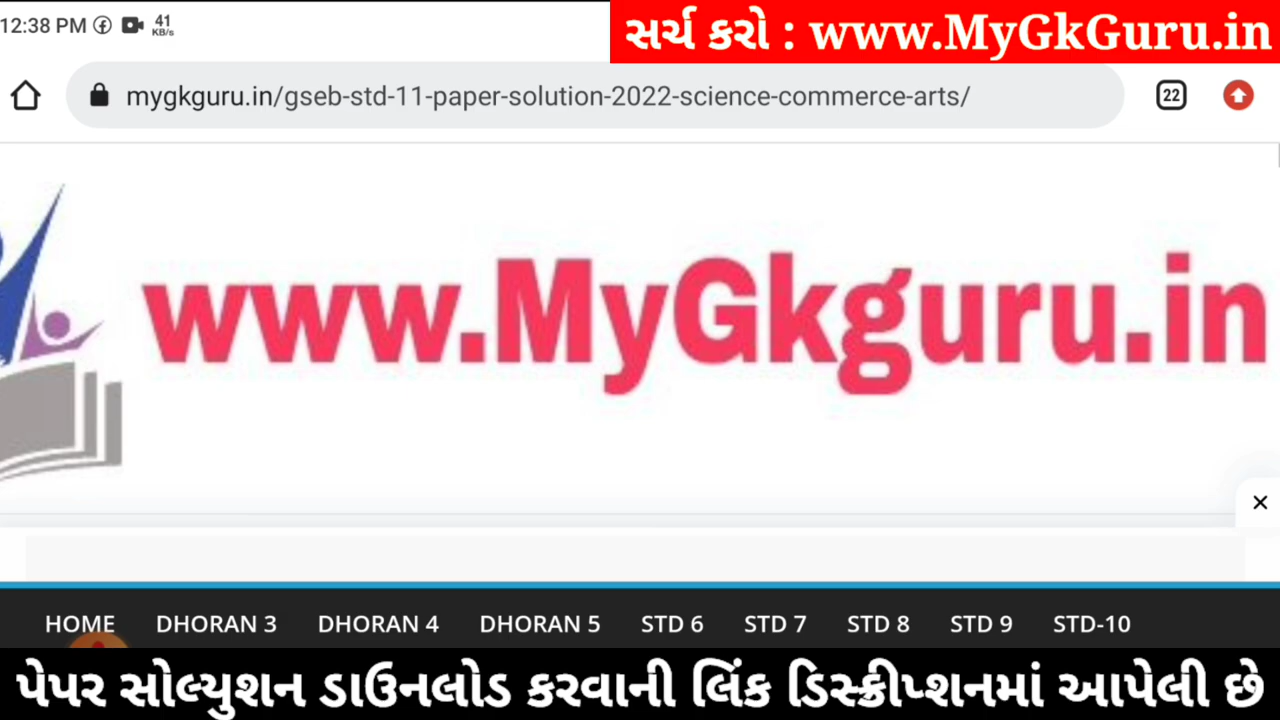 12:38 PM 41 KB/s
સર્ચ કરો : www.MyGkGuru.in
mygkguru.in/gseb-std-11-paper-solution-2022-science-commerce-arts/ 22
www.MyGkguru.in
HOME DHORAN 3 DHORAN 4 DHORAN 5 STD 6 STD 7 STD 8 STD 9 STD-10
પેપર સોલ્યુશન ડાઉનલોડ કરવાની લિંક ડિસ્ક્રીપ્શનમાં આપેલી છે